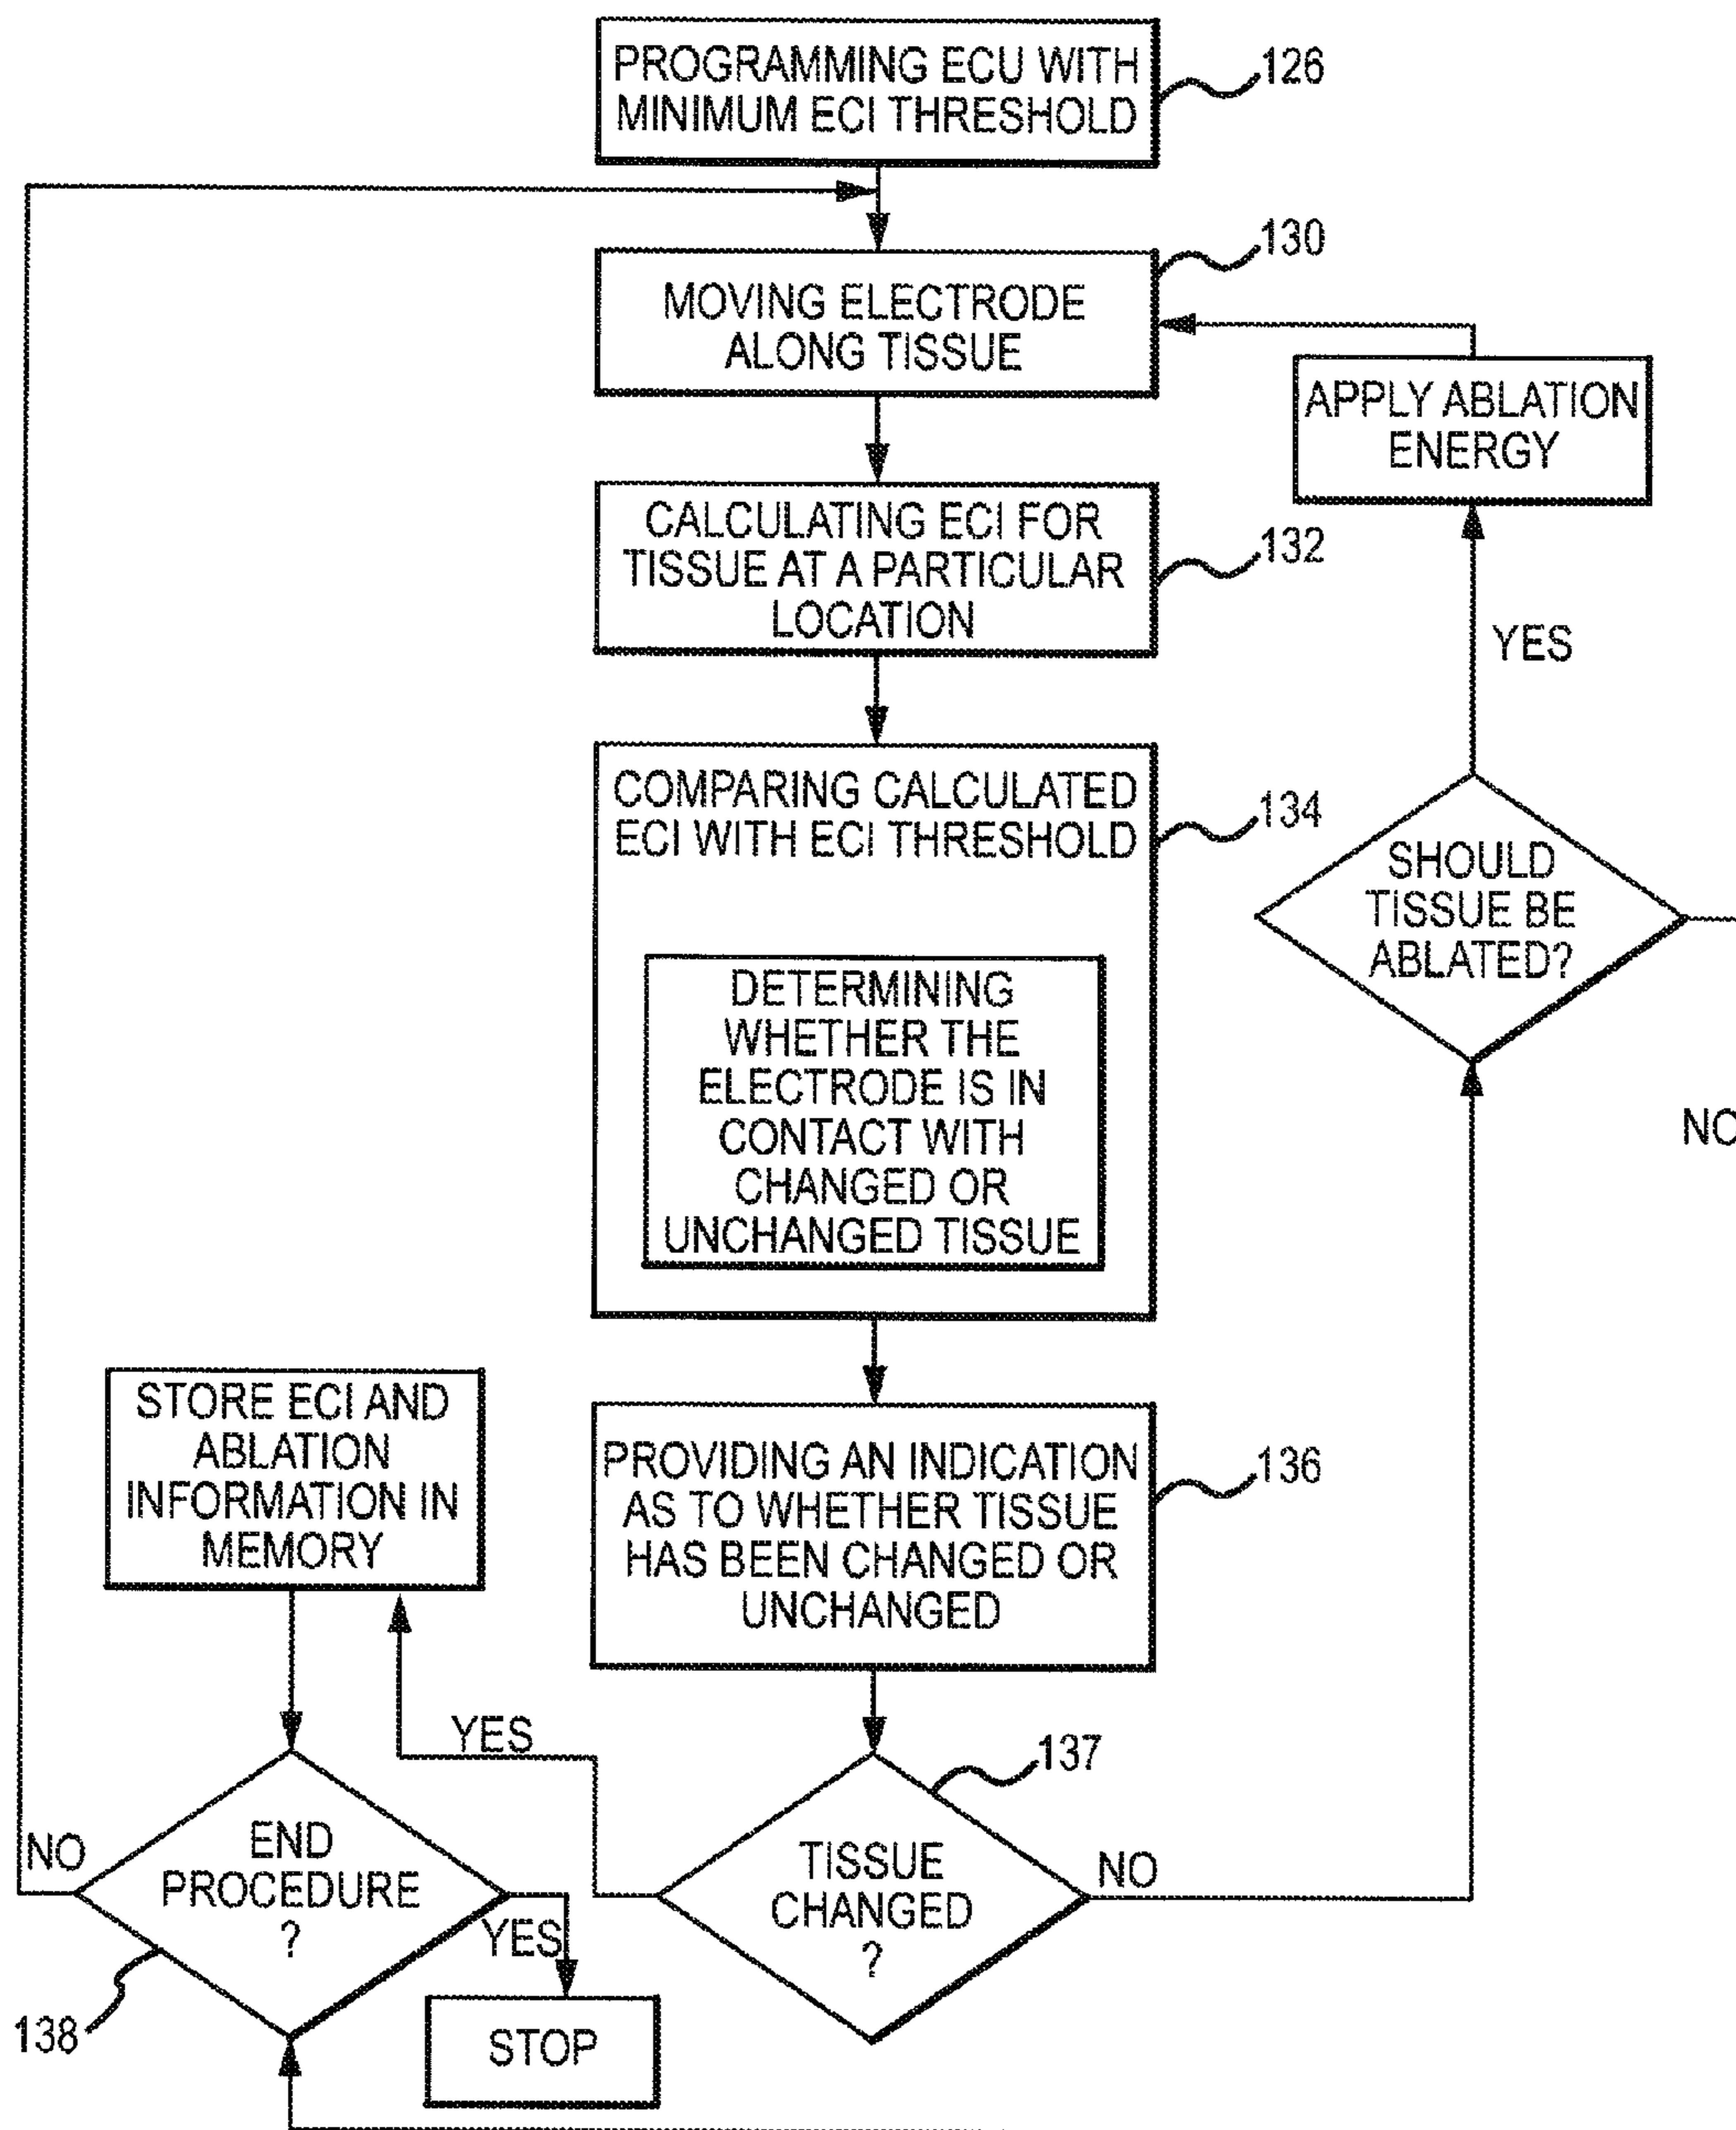 PROGRAMMING ECU WITH
MINIMUM ECI THRESHOLD
126
130
MOVING ELECTRODE
ALONG TISSUE
APPLY ABLATION
ENERGY
CALCULATING ECI FOR
TISSUE AT A PARTICULAR
LOCATION
132
YES
COMPARING CALCULATED
ECI WITH ECI THRESHOLD
134
SHOULD
TISSUE BE
ABLATED?
NO
DETERMINING
WHETHER THE
ELECTRODE IS IN
CONTACT WITH
CHANGED OR
UNCHANGED TISSUE
STORE ECI AND
ABLATION
INFORMATION IN
MEMORY
PROVIDING AN INDICATION
AS TO WHETHER TISSUE
HAS BEEN CHANGED OR
UNCHANGED
136
YES
137
TISSUE
CHANGED
?
NO
NO
END
PROCEDURE
?
YES
138
STOP